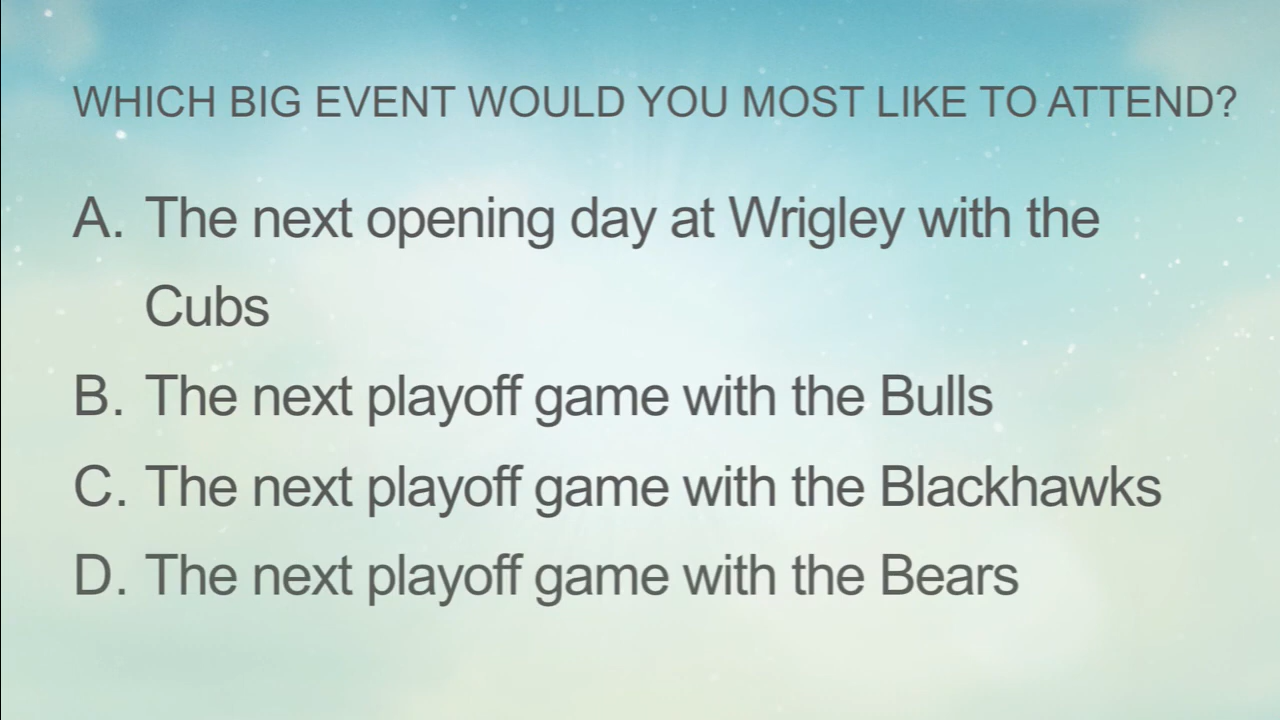 WHICH BIG EVENT WOULD YOU MOST LIKE TO ATTEND?
A. The next opening day at Wrigley with the
Cubs
B. The next playoff game with the Bulls
C. The next playoff game with the Blackhawks
D. The next playoff game with the Bears